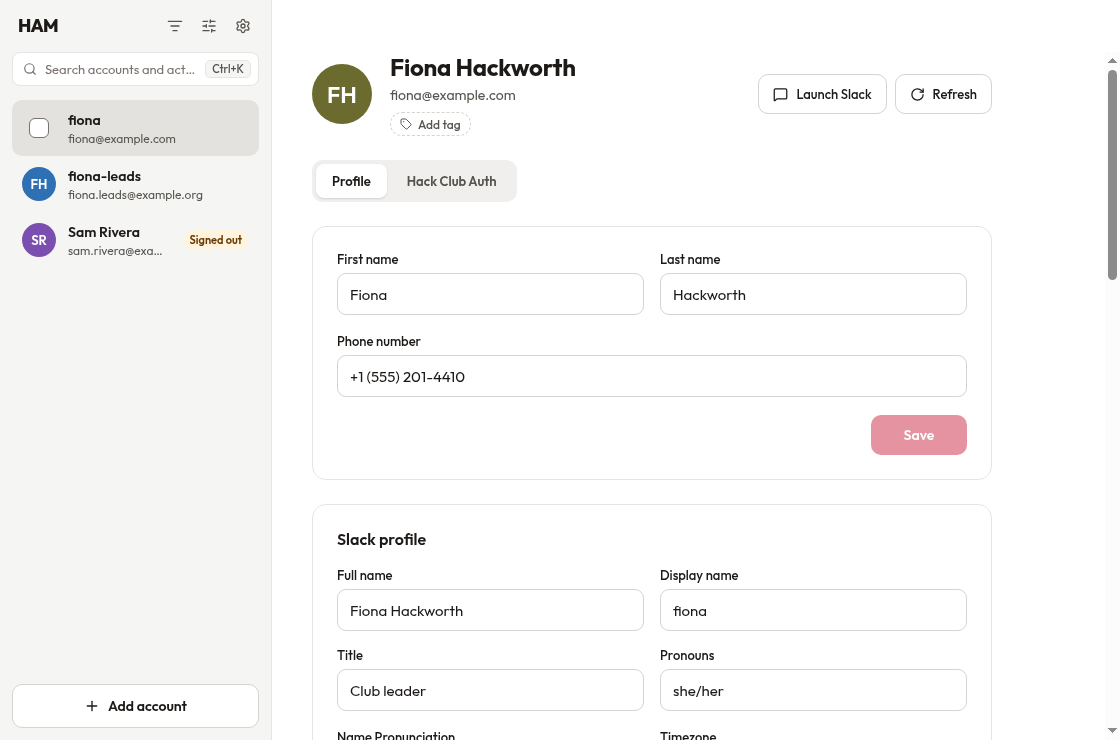 HAM
Search accounts and act... Ctrl+K
fiona
fiona@example.com
FH
fiona-leads
fiona.leads@example.org
SR
Sam Rivera
sam.rivera@exa...
Signed out
Add account
FH
Fiona Hackworth
fiona@example.com
Add tag
Launch Slack
Refresh
Profile
Hack Club Auth
First name
Last name
Fiona
Hackworth
Phone number
+1 (555) 201-4410
Save
Slack profile
Full name
Display name
Fiona Hackworth
fiona
Title
Pronouns
Club leader
she/her
Name Pronunciation
Timezone